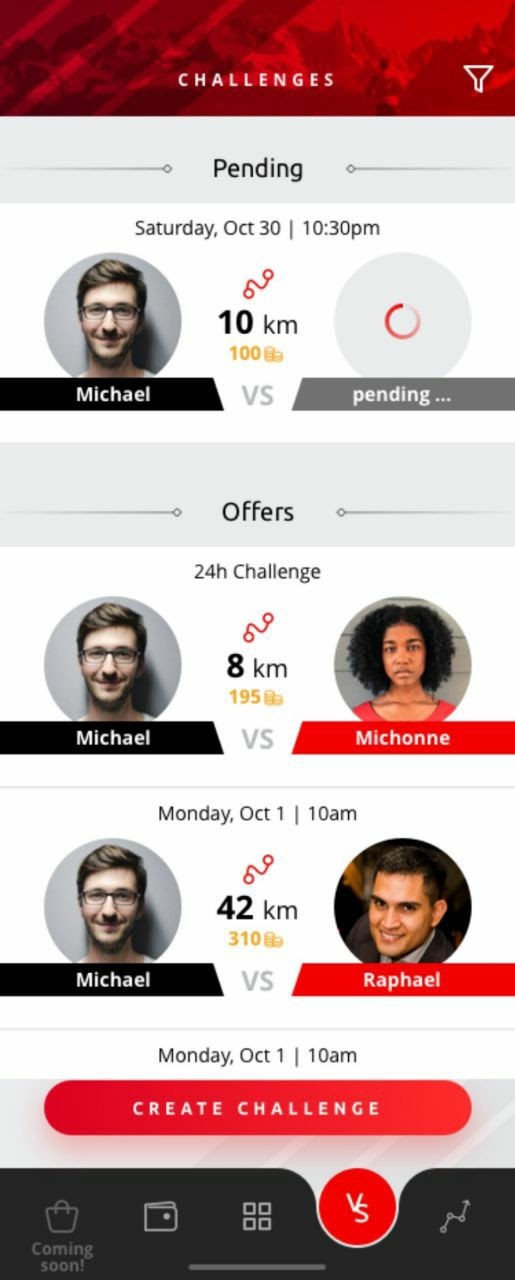 CHALLENGES
Pending
Saturday, Oct 30 | 10:30pm
10 km
100
Michael VS pending ...
Offers
24h Challenge
8 km
195
Michael VS Michonne
Monday, Oct 1 | 10am
42 km
310
Michael VS Raphael
Monday, Oct 1 | 10am
CREATE CHALLENGE
VS
Coming
soon!